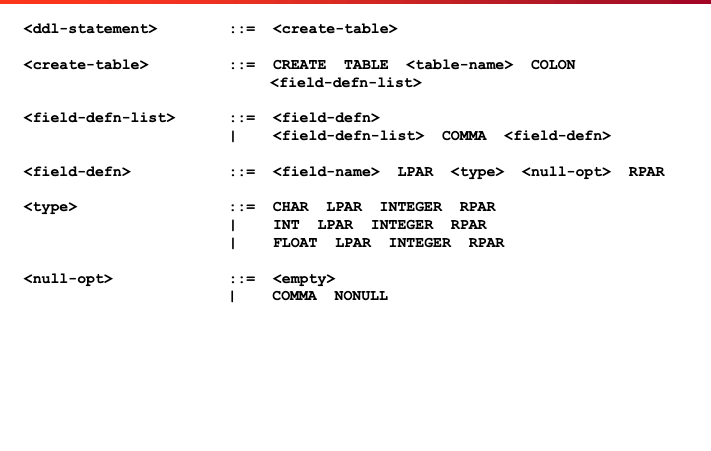 <ddl-statement> ::= <create-table>
<create-table> ::= CREATE TABLE <table-name> COLON
<field-defn-list>
<field-defn-list> ::= <field-defn>
| <field-defn-list> COMMA <field-defn>
<field-defn> ::= <field-name> LPAR <type> <null-opt> RPAR
<type> ::= CHAR LPAR INTEGER RPAR
| INT LPAR INTEGER RPAR
| FLOAT LPAR INTEGER RPAR
<null-opt> ::= <empty>
| COMMA NONULL